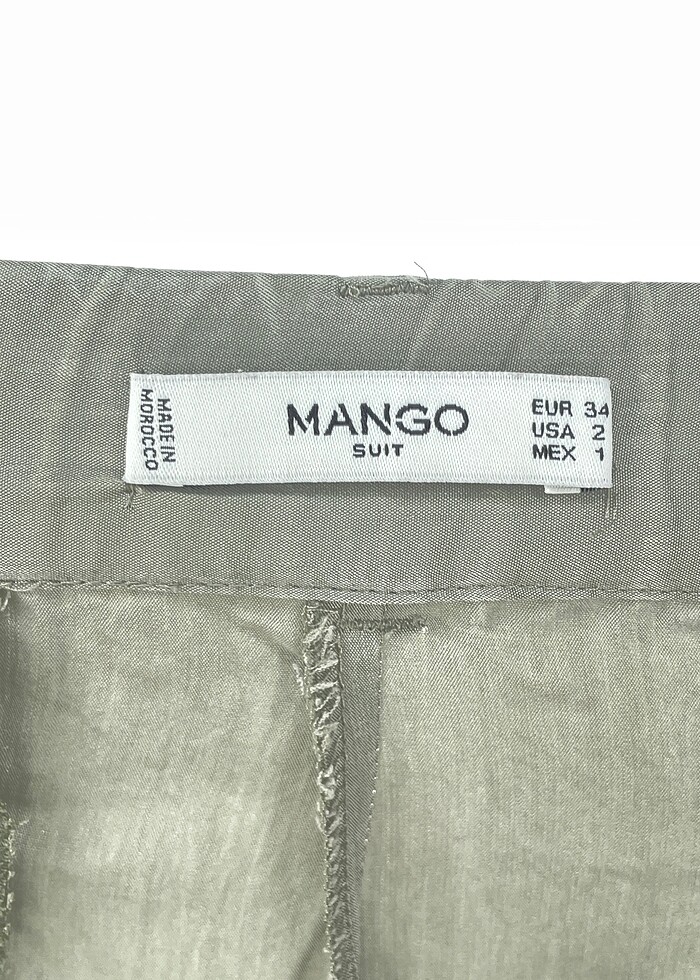 MADE IN
MOROCCO
MANGO
SUIT
EUR 34
USA 2
MEX 1